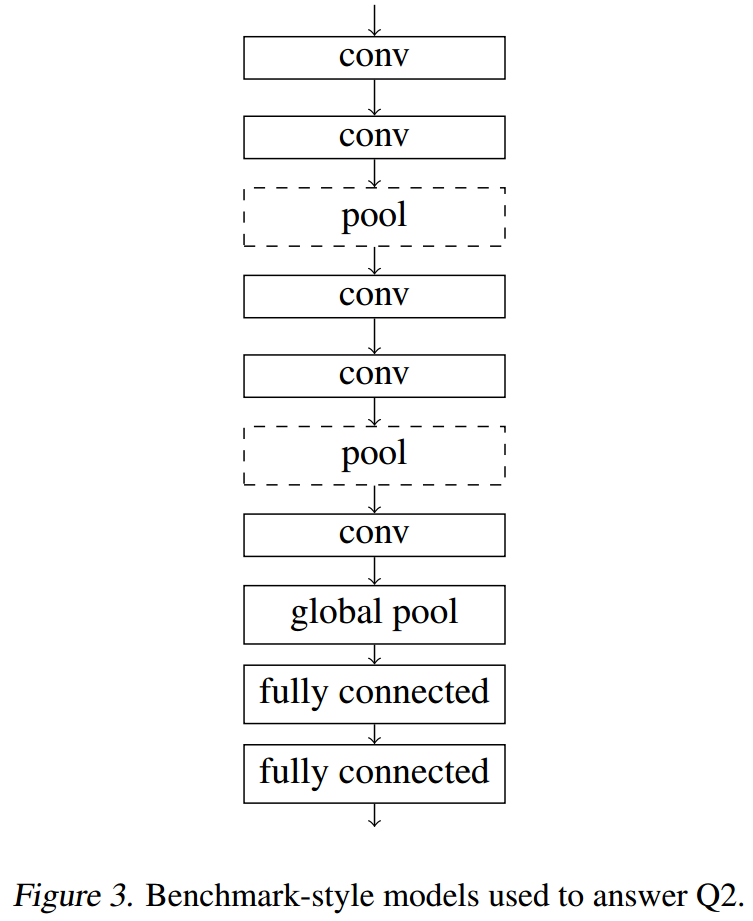 conv
conv
pool
conv
conv
pool
conv
global pool
fully connected
fully connected
Figure 3. Benchmark-style models used to answer Q2.